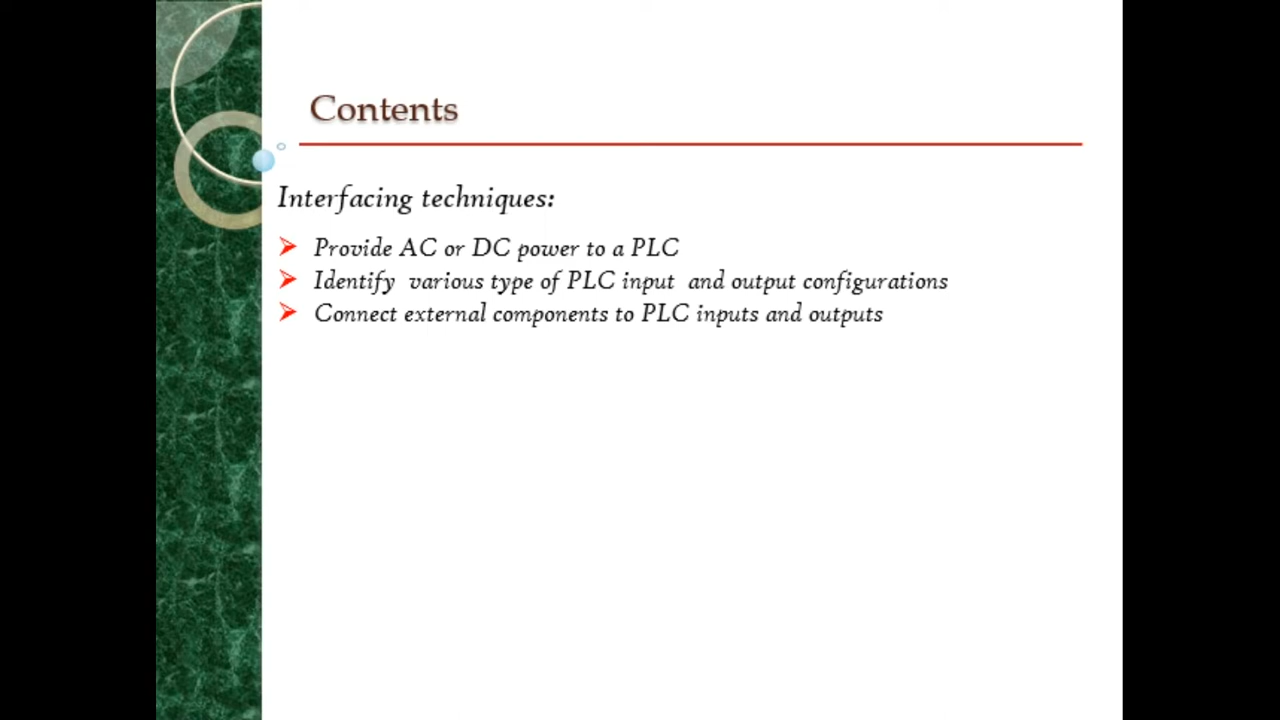 Contents
Interfacing techniques:
Provide AC or DC power to a PLC
Identify various type of PLC input and output configurations
Connect external components to PLC inputs and outputs